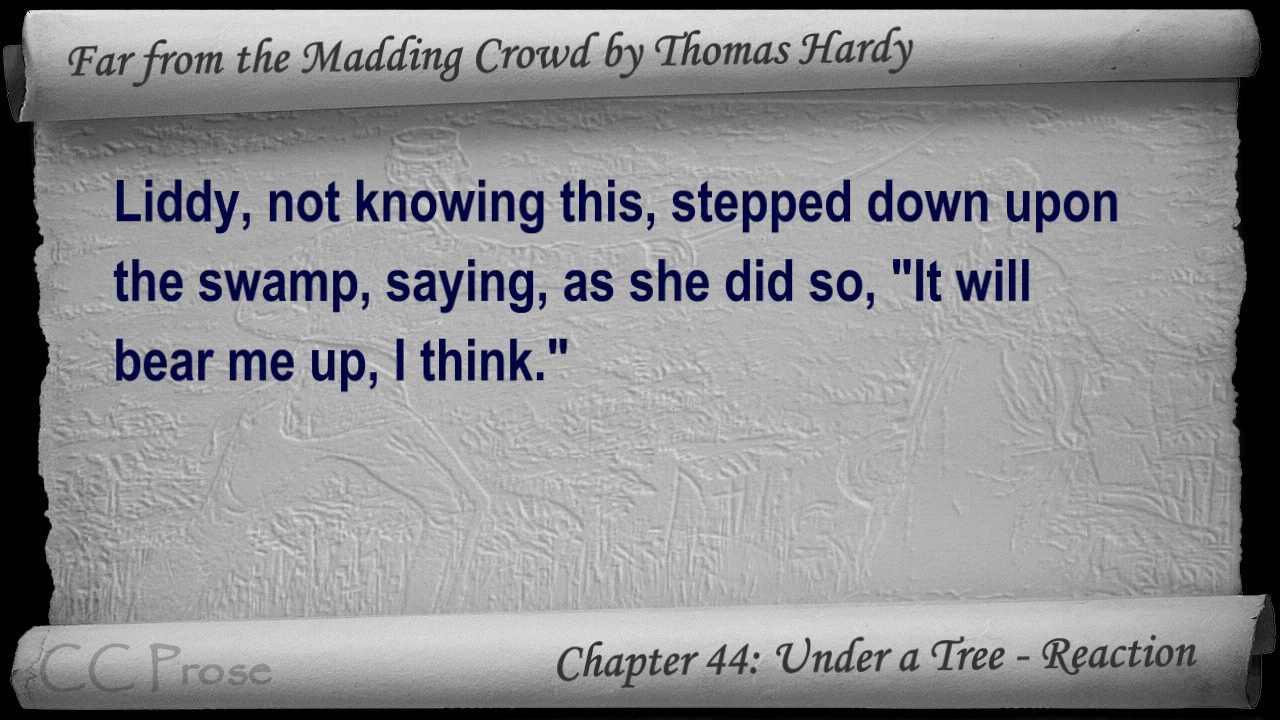 Far from the Madding Crowd by Thomas Hardy
Liddy, not knowing this, stepped down upon
the swamp, saying, as she did so, "It will
bear me up, I think."
CC Prose
Chapter 44: Under a Tree - Reaction